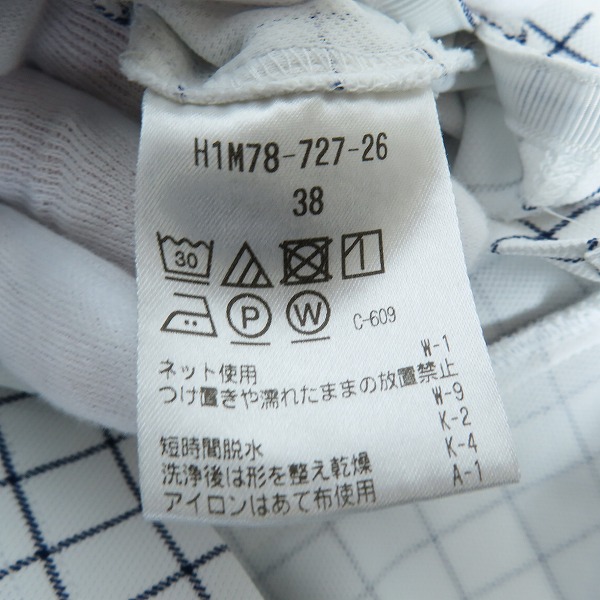 H1M78-727-26
38
30
P W C-609
W-1
ネット使用
つけ置きや濡れたままの放置禁止
W-9
K-2
短時間脱水
K-4
洗浄後は形を整え乾燥
A-1
アイロンはあて布使用